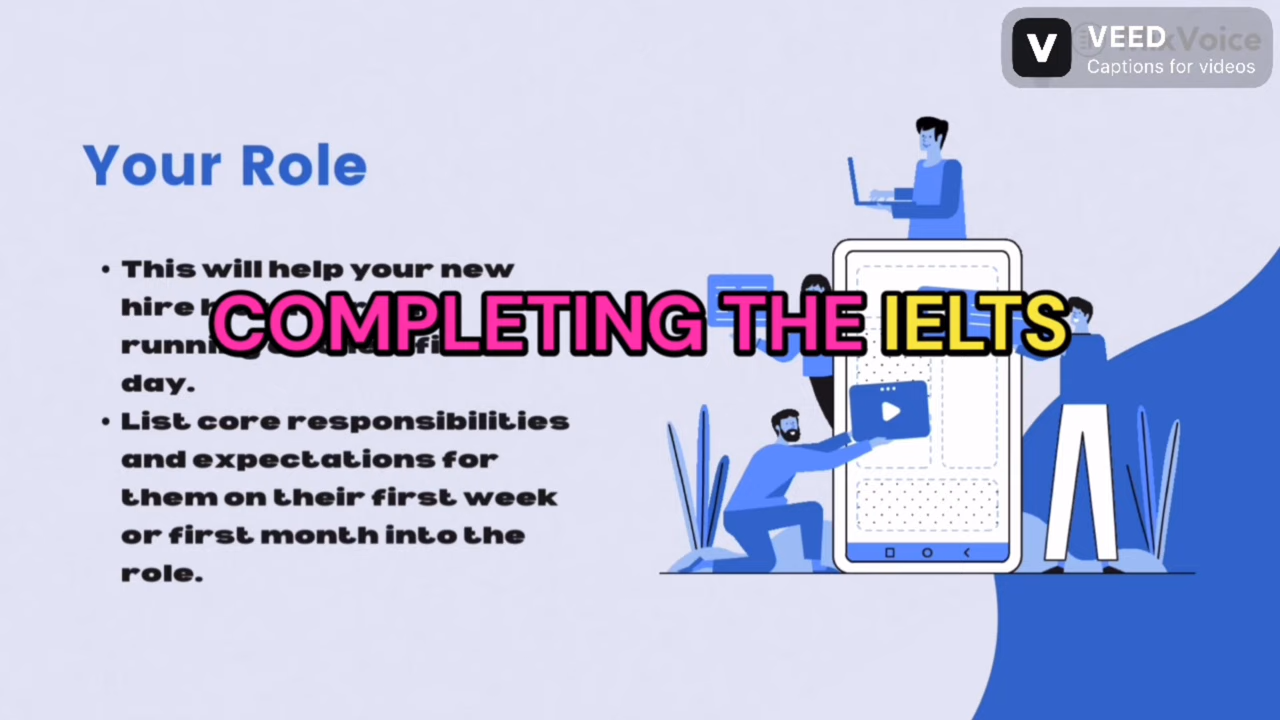 VEED
Voice
Captions for videos
Your Role
• This will help your new
hire
COMPLETING THE IELTS
day.
• List core responsibilities
and expectations for
them on their first week
or first month into the
role.